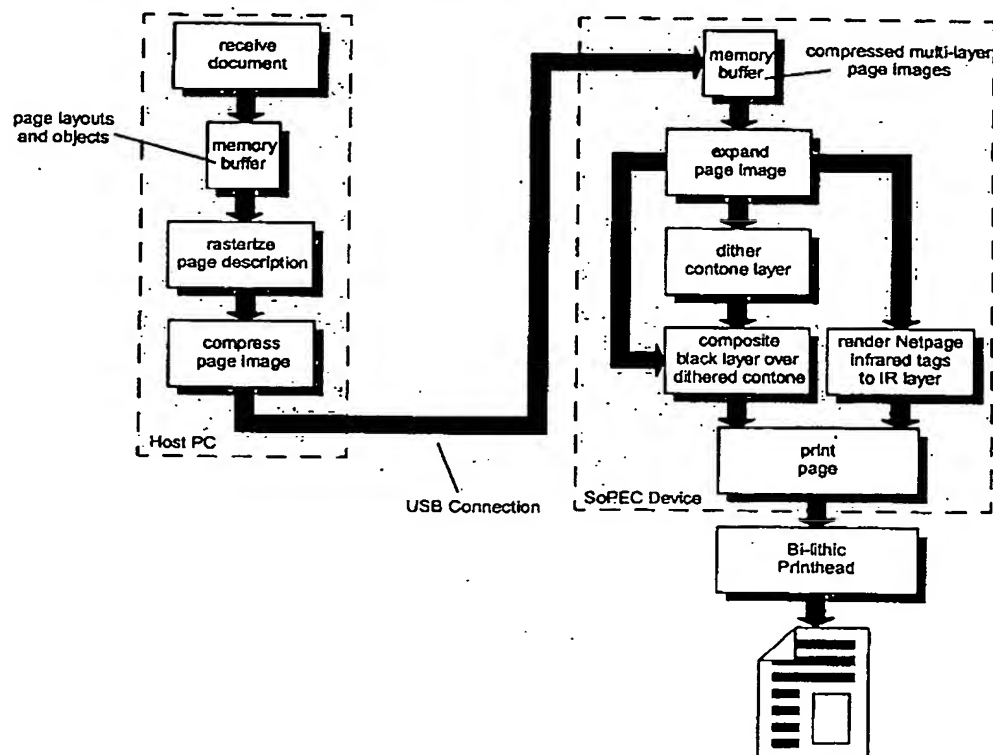 receive
document
page layouts
and objects
memory
buffer
rasterize
page description
compress
page image
Host PC
USB Connection
memory
buffer
compressed multi-layer
page images
expand
page image
dither
contone layer
composite
black layer over
dithered contone
render Netpage
infrared tags
to IR layer
print
page
SoPEC Device
Bi-lithic
Printhead